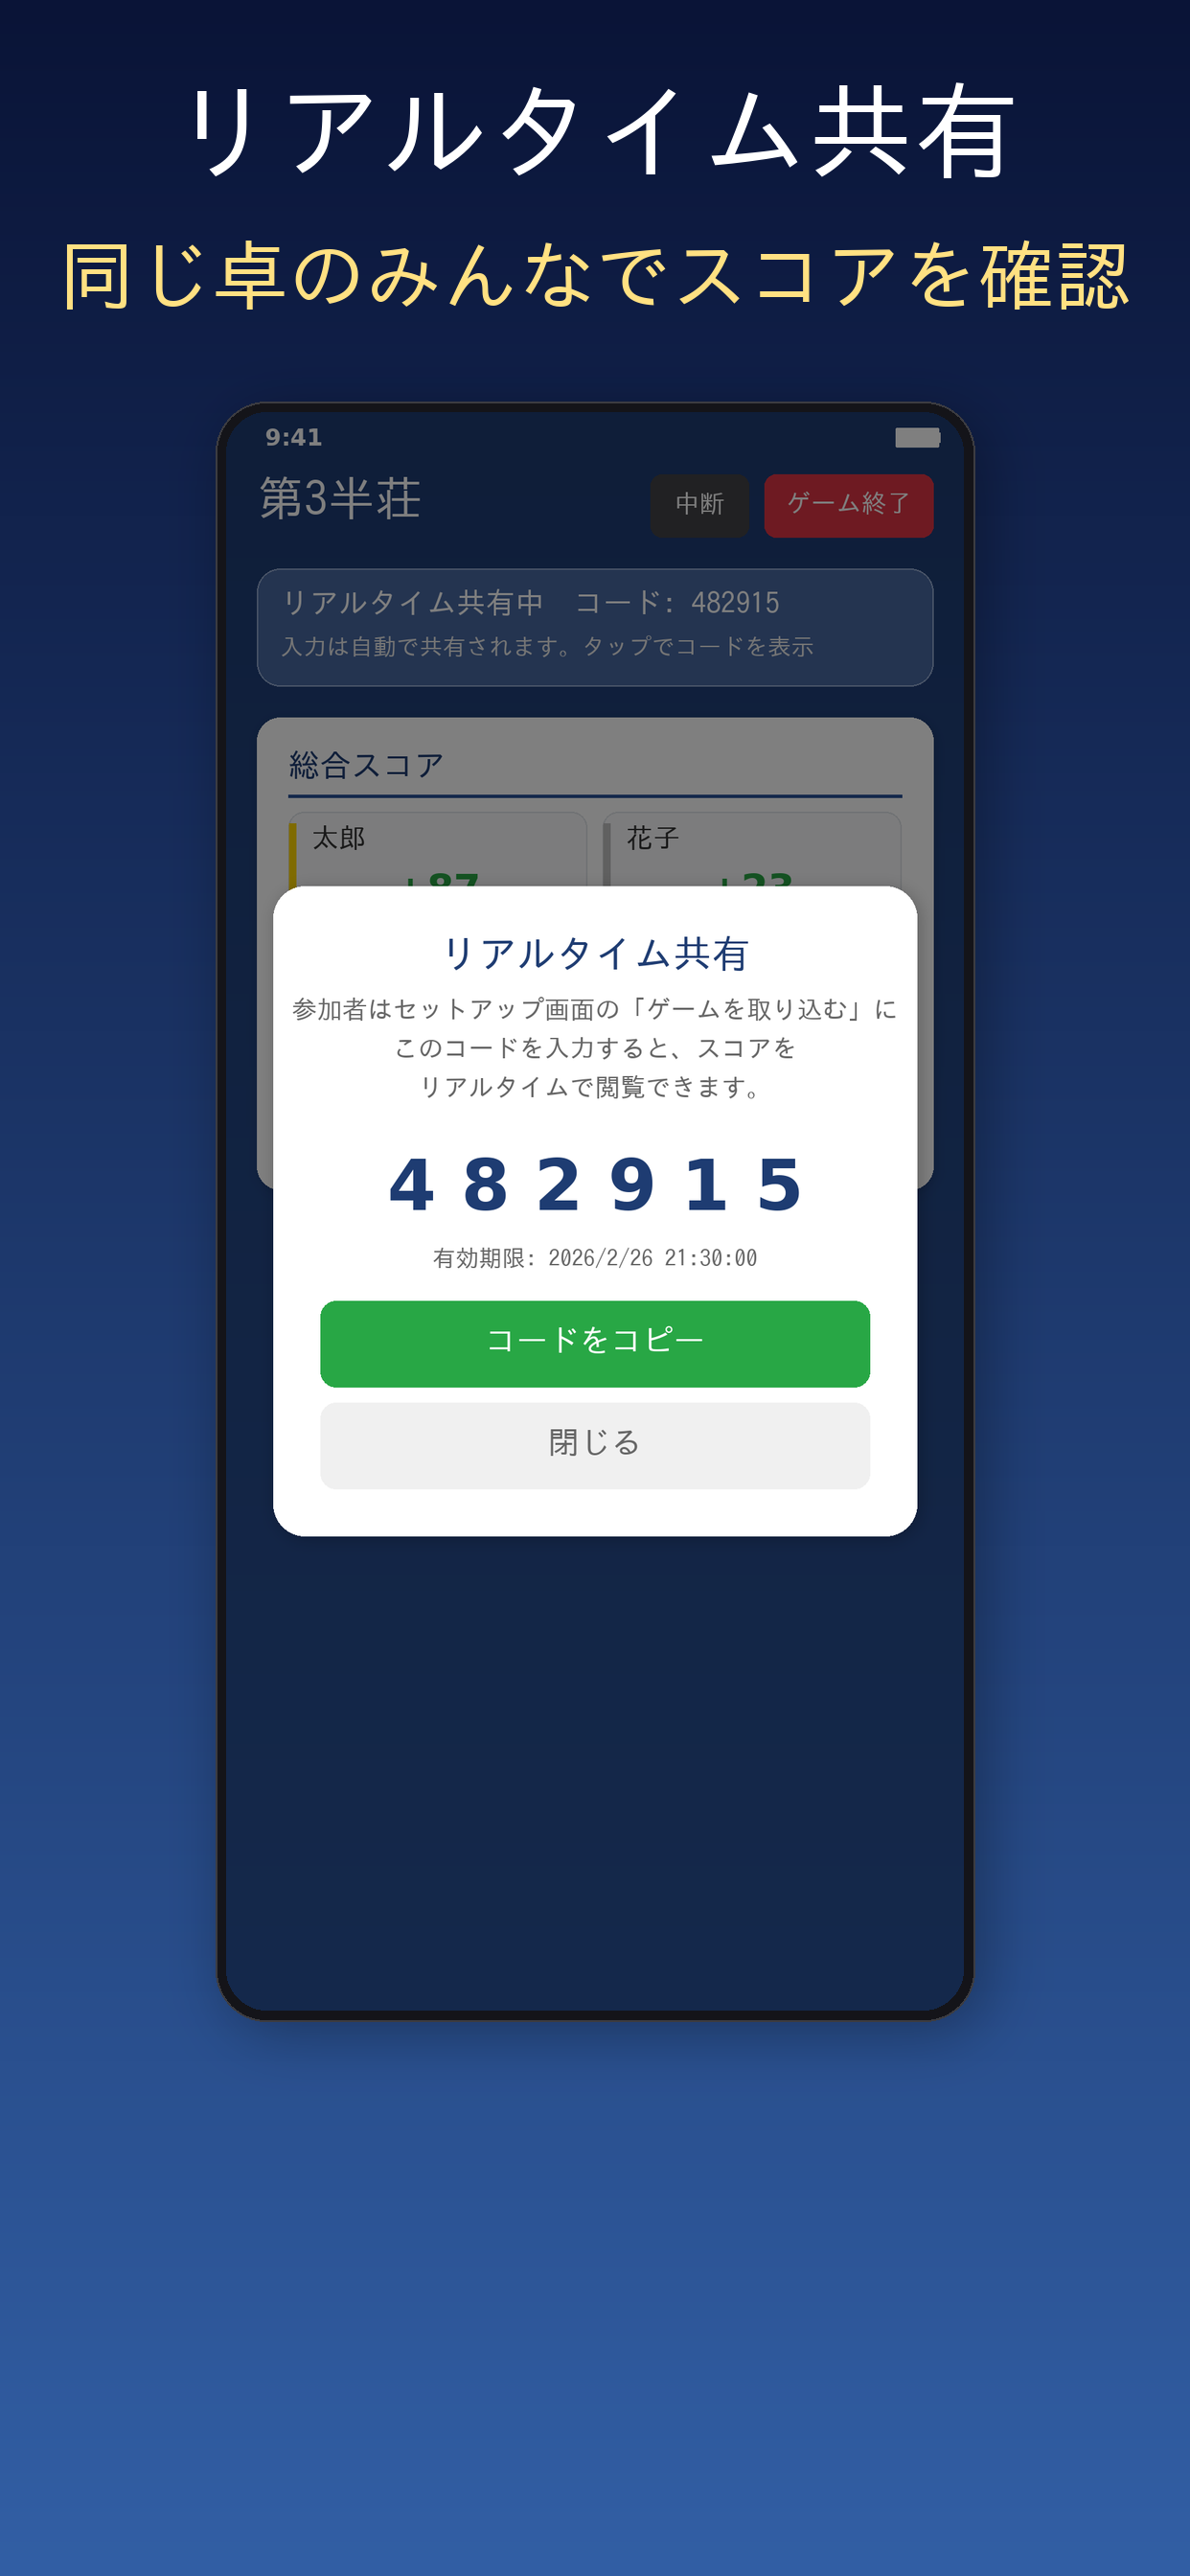 リアルタイム共有
同じ卓のみんなでスコアを確認
9:41
第3半荘
中断
ゲーム終了
リアルタイム共有中　コード: 482915
入力は自動で共有されます。タップでコードを表示
総合スコア
太郎
花子
+87
+23
リアルタイム共有
参加者はセットアップ画面の「ゲームを取り込む」に
このコードを入力すると、スコアを
リアルタイムで閲覧できます。
4 8 2 9 1 5
有効期限: 2026/2/26 21:30:00
コードをコピー
閉じる